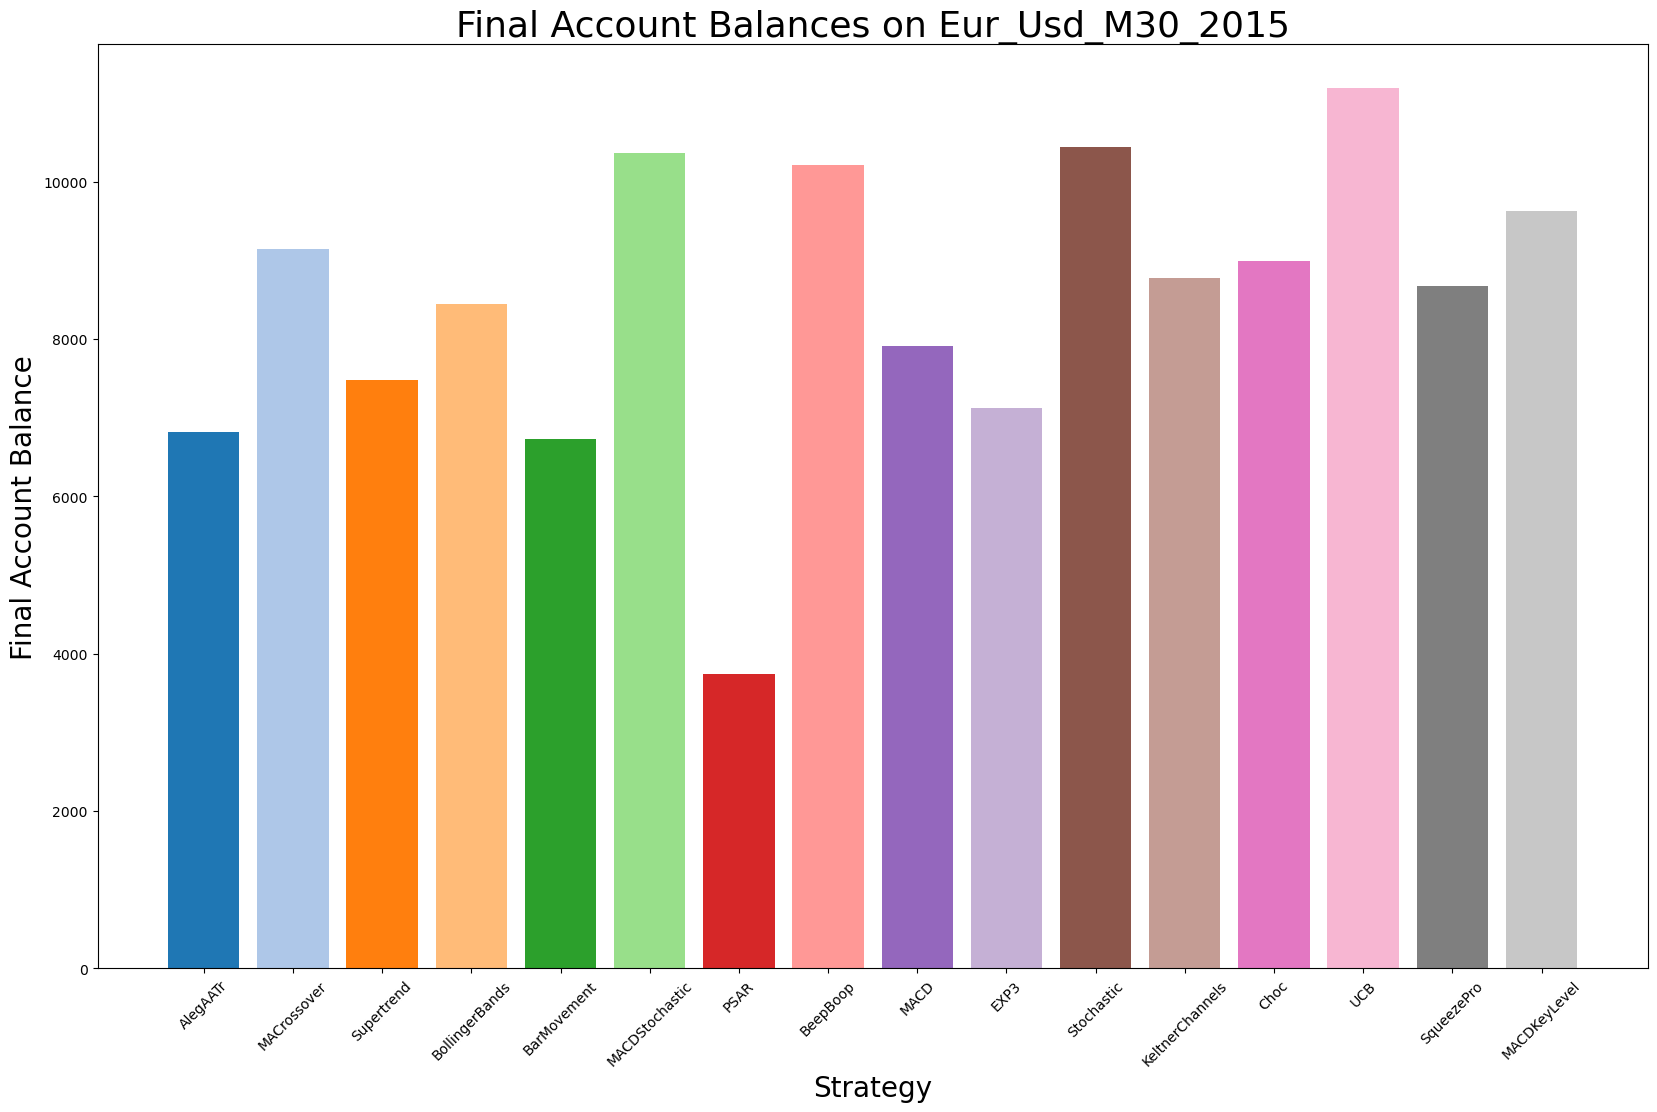 Final Account Balances on Eur_Usd_M30_2015
Final Account Balance
10000
8000
6000
4000
2000
0
AlegAATr
MACrossover
Supertrend
BollingerBands
BarMovement
MACDStochastic
PSAR
BeepBoop
MACD
EXP3
Stochastic
KeltnerChannels
Choc
UCB
SqueezePro
MACDKeyLevel
Strategy